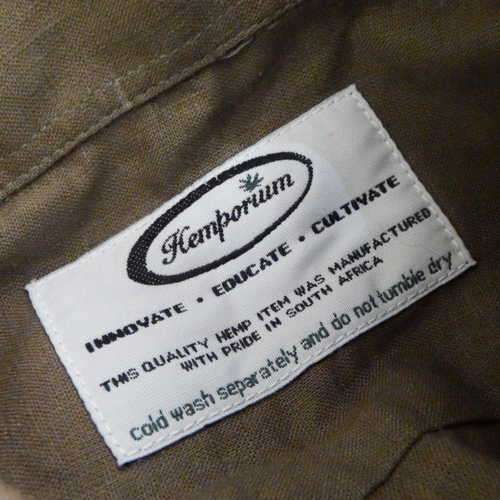 Hemporium
INNOVATE • EDUCATE • CULTIVATE
THIS QUALITY HEMP ITEM WAS MANUFACTURED
WITH PRIDE IN SOUTH AFRICA
cold wash separately and do not tumble dry